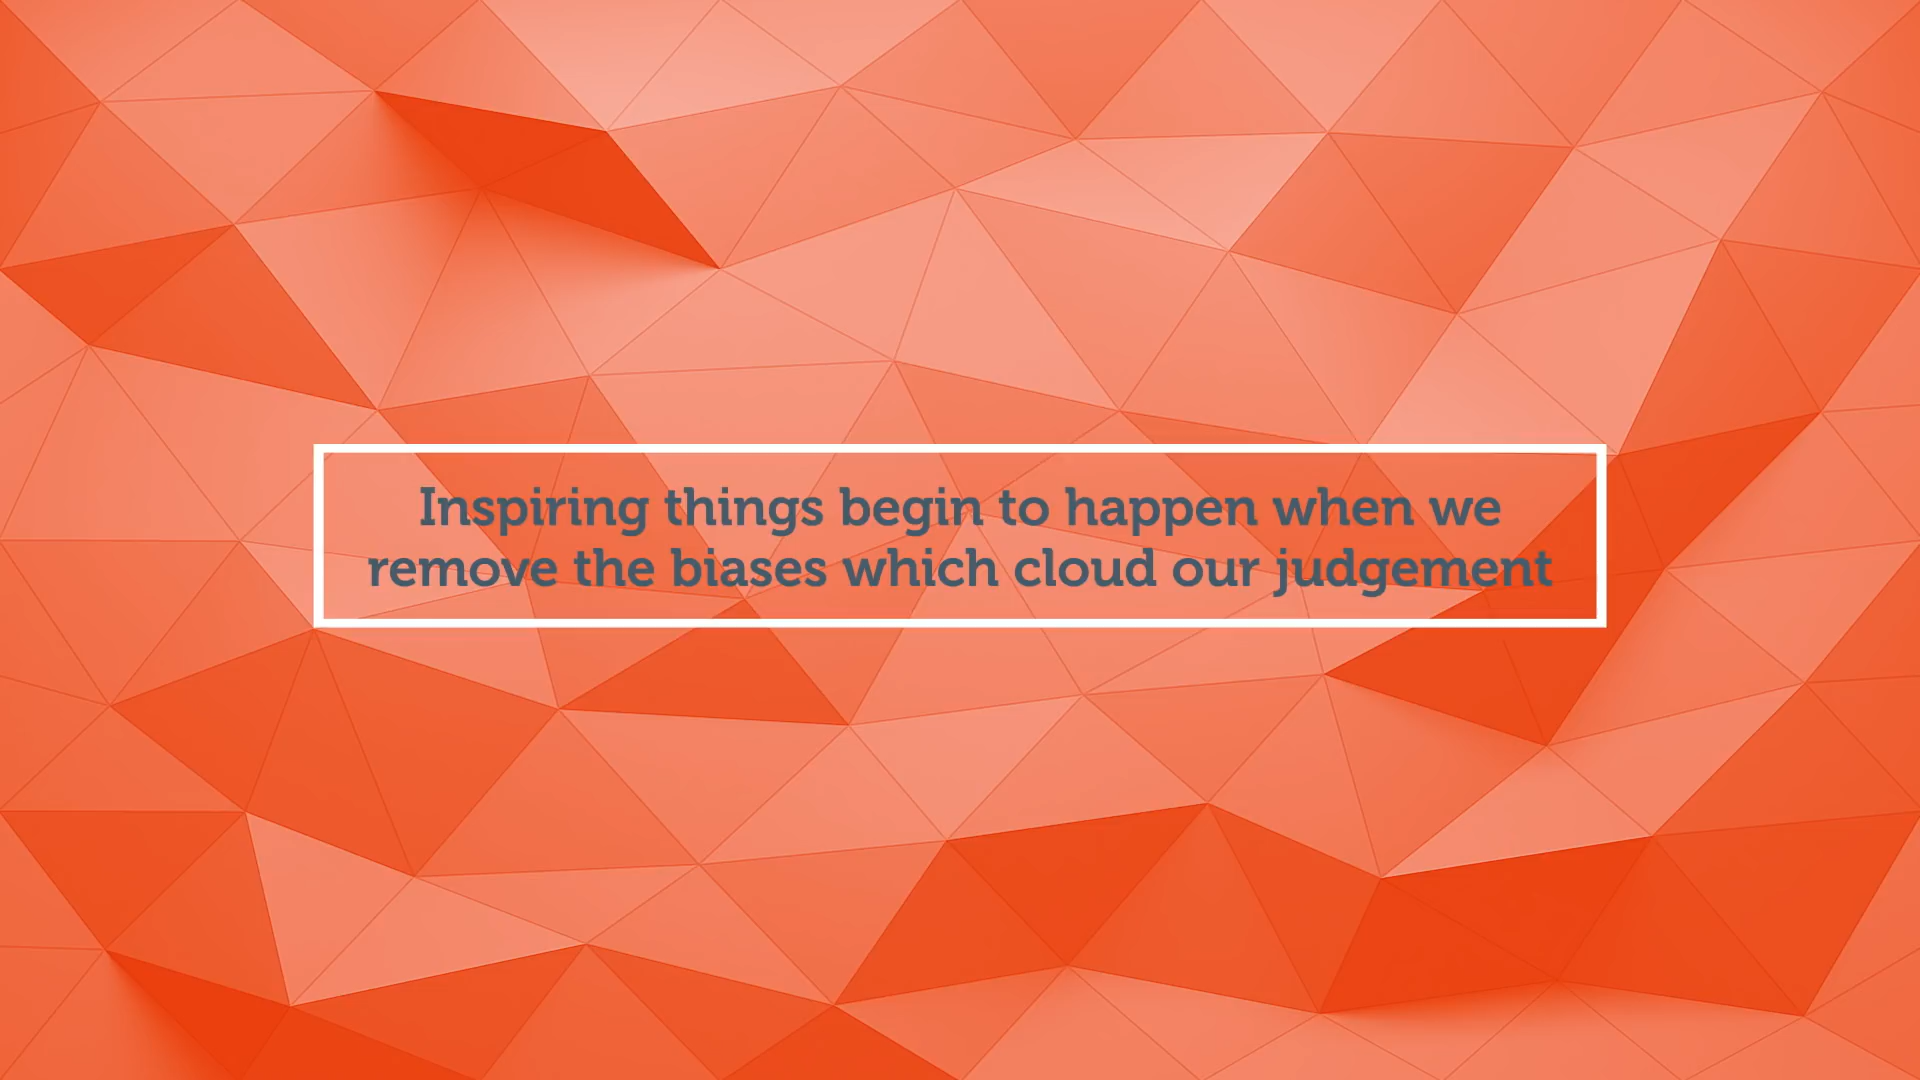 Inspiring things begin to happen when we
remove the biases which cloud our judgement